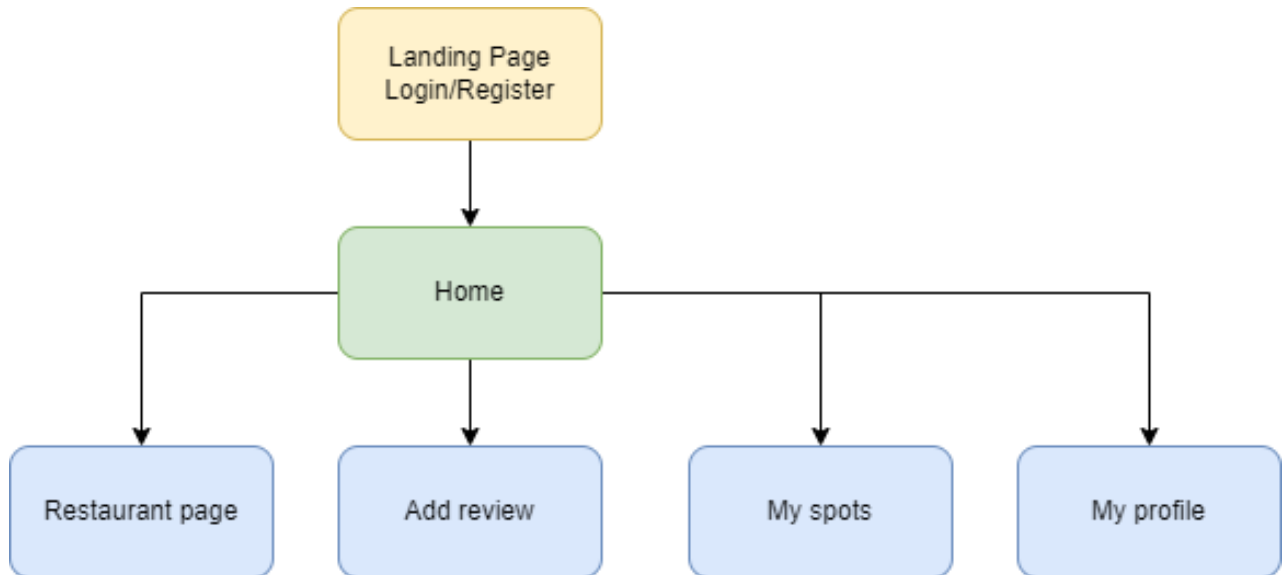 Landing Page
Login/Register
Home
Restaurant page
Add review
My spots
My profile